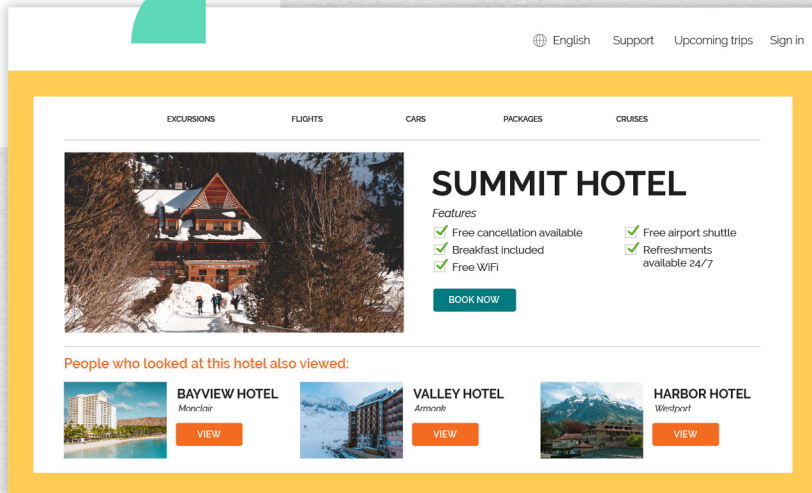 English Support Upcoming trips Sign in
EXCURSIONS FLIGHTS CARS PACKAGES CRUISES
SUMMIT HOTEL
Features
Free cancellation available
Breakfast included
Free WiFi
Free airport shuttle
Refreshments
available 24/7
BOOK NOW
People who looked at this hotel also viewed:
BAYVIEW HOTEL
Monclair
VIEW
VALLEY HOTEL
Armonk
VIEW
HARBOR HOTEL
Westport
VIEW